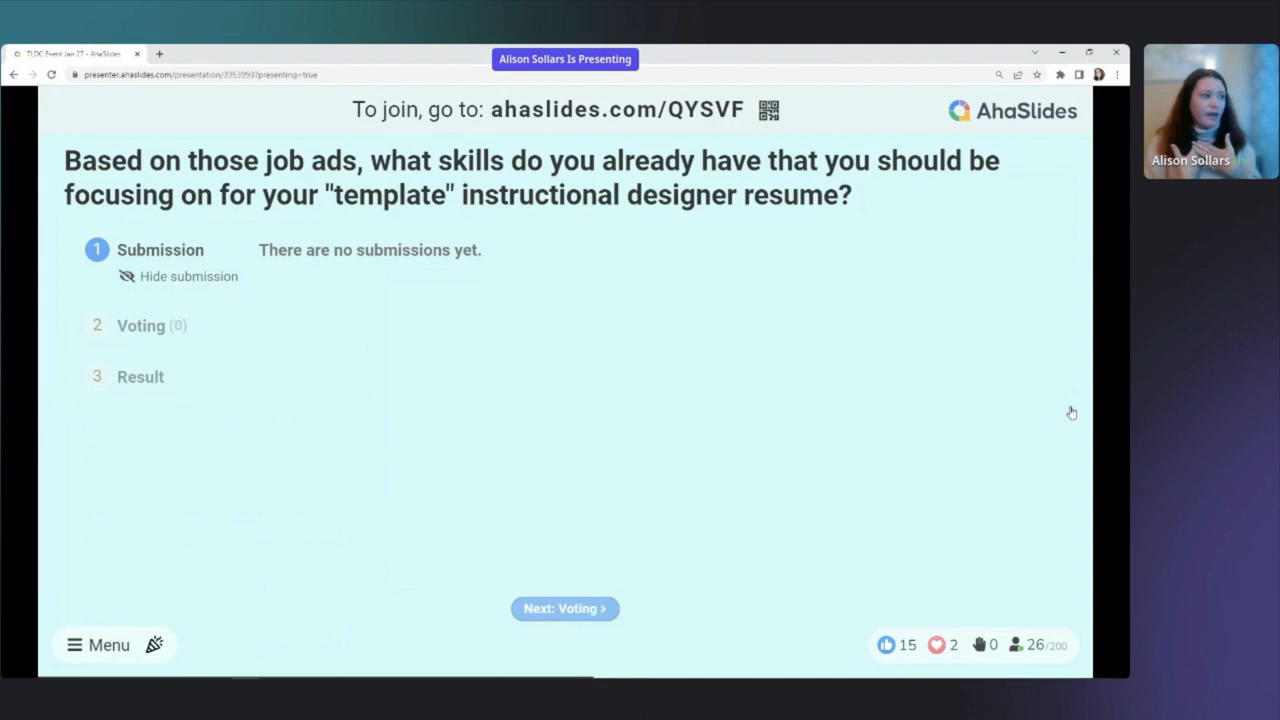 TLDC Event Jan 27 - AhaSlides
Alison Sollars Is Presenting
presenter.ahaslides.com/presentation/3953993?presenting=true
To join, go to: ahaslides.com/QYSVF
AhaSlides
Based on those job ads, what skills do you already have that you should be
focusing on for your "template" instructional designer resume?
1 Submission There are no submissions yet.
Hide submission
2 Voting (0)
3 Result
Next: Voting >
Menu
15 2 0 26/200
Alison Sollars